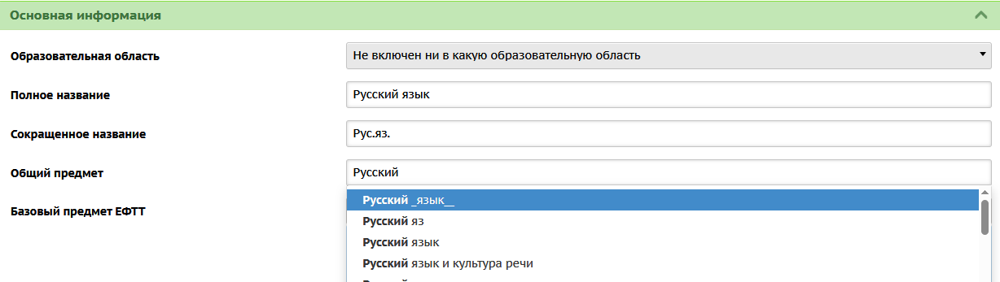 Основная информация
Образовательная область
Не включен ни в какую образовательную область
Полное название
Русский язык
Сокращенное название
Рус.яз.
Общий предмет
Русский
Русский _язык__
Базовый предмет ЕФТТ
Русский яз
Русский язык
Русский язык и культура речи